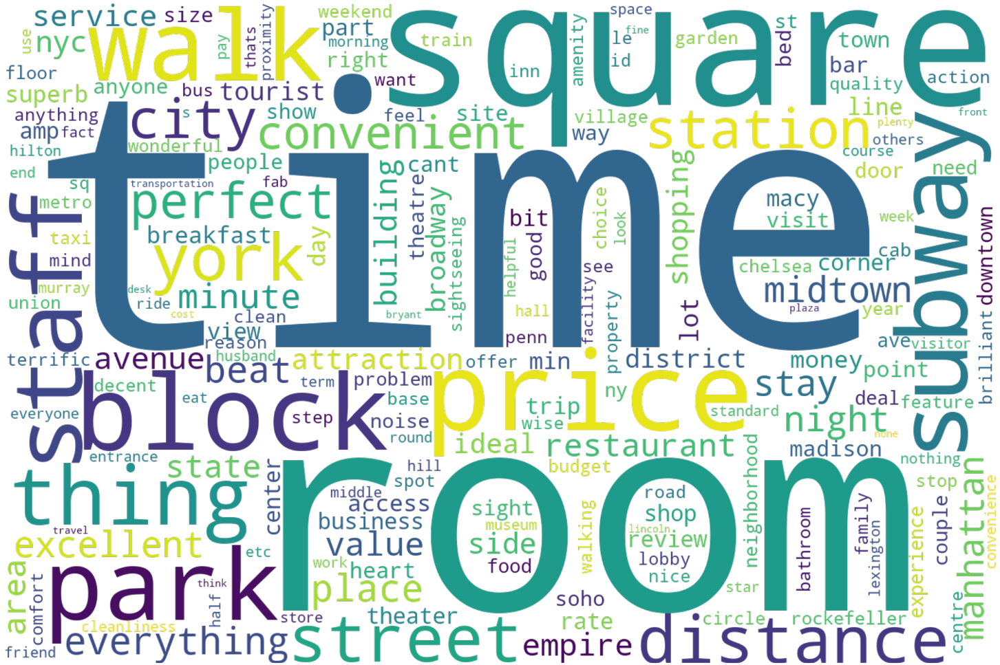 service
size
weekend
space
use
nyc
walk
pay
thats
proximity
part
morning
right
train
square
amenity
le
fine
id
garden
bed
st
town
bar
quality
action
floor
superb
anyone
bus
tourist
want
inn
anything
amp
fact
city
s
show
convenient
feel
site
village
way
station
line
plenty
front
others
hilton
wonderful
people
fab
cant
course
door
need
end
sq
transportation
time
metro
perfect
building
theatre
broadway
sightseeing
shopping
macy
visit
week
staff
taxi
breakfast
day
bit
good
choice
look
see
helpful
cab
subway
downtown
mind
york
chelsea
corner
murray
desk
union
ride
minute
cost
clean
view
reason
bryant
hall
penn
facility
property
lot
midtown
plaza
year
ave
visitor
brilliant
terrific
avenue
husband
beat
attraction
offer
min
district
money
point
decent
block
term
problem
price
ny
stay
deal
feature
eat
base
trip
wise
standard
night
none
everyone
step
noise
round
ideal
restaurant
neighborhood
madison
nothing
entrance
state
center
room
hill
spot
budget
stop
manhattan
convenience
thing
middle
access
business
sight
museum
side
road
shop
lincoln
review
family
couple
travel
excellent
etc
value
walking
lobby
nice
bathroom
lexington
experience
area
comfort
park
think
half
work
heart
food
place
star
soho
cleanliness
store
theater
rate
circle
rockefeller
centre
friend
everything
street
empire
distance